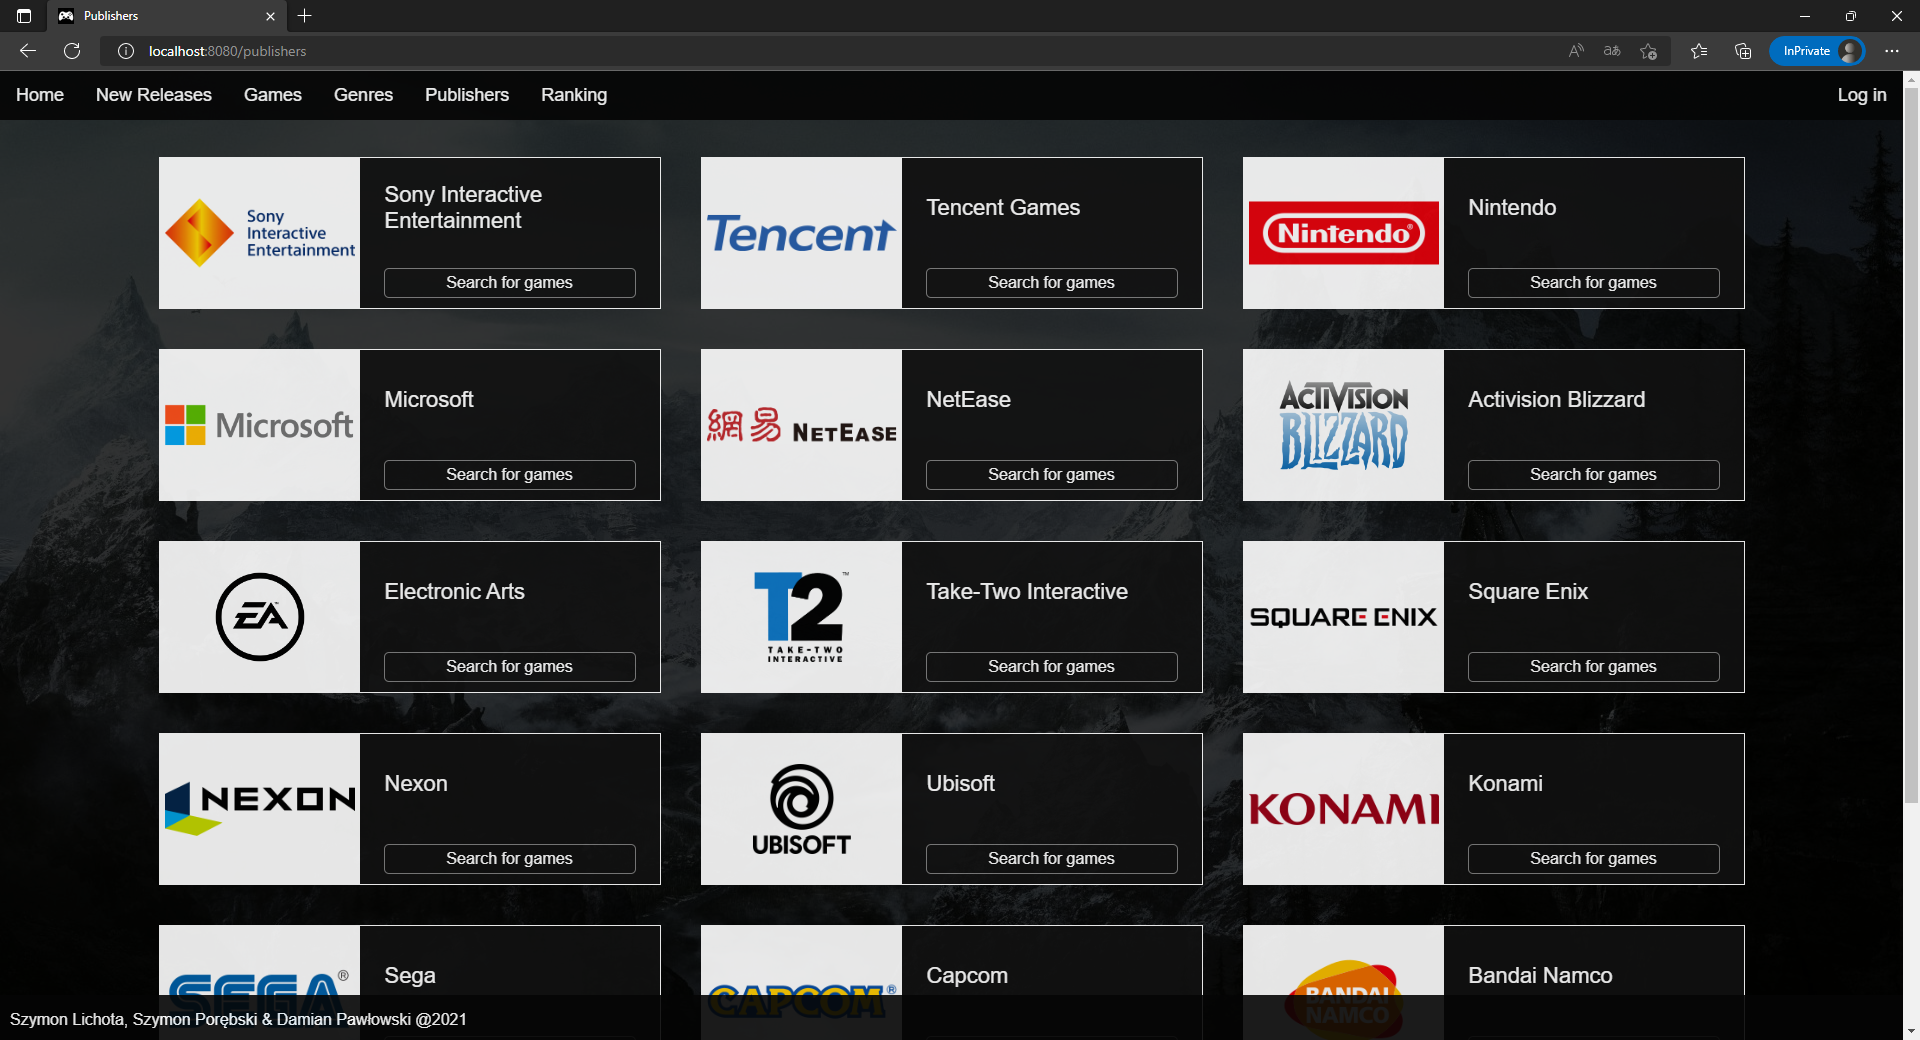 Publishers
localhost:8080/publishers
InPrivate
Home New Releases Games Genres Publishers Ranking Log in
Sony
Interactive
Entertainment
Sony Interactive
Entertainment
Search for games
Tencent
Tencent Games
Search for games
Nintendo®
Nintendo
Search for games
Microsoft
Microsoft
Search for games
網易 NETEASE
NetEase
Search for games
ACTIVISION
BLIZZARD
Activision Blizzard
Search for games
EA
Electronic Arts
Search for games
T2™
TAKE-TWO
INTERACTIVE
Take-Two Interactive
Search for games
SQUARE ENIX
Square Enix
Search for games
NEXON
Nexon
Search for games
UBISOFT
Ubisoft
Search for games
KONAMI
Konami
Search for games
SEGA®
Sega
CAPCOM®
Capcom
BANDAI
NAMCO
Bandai Namco
Szymon Lichota, Szymon Porębski & Damian Pawłowski @2021